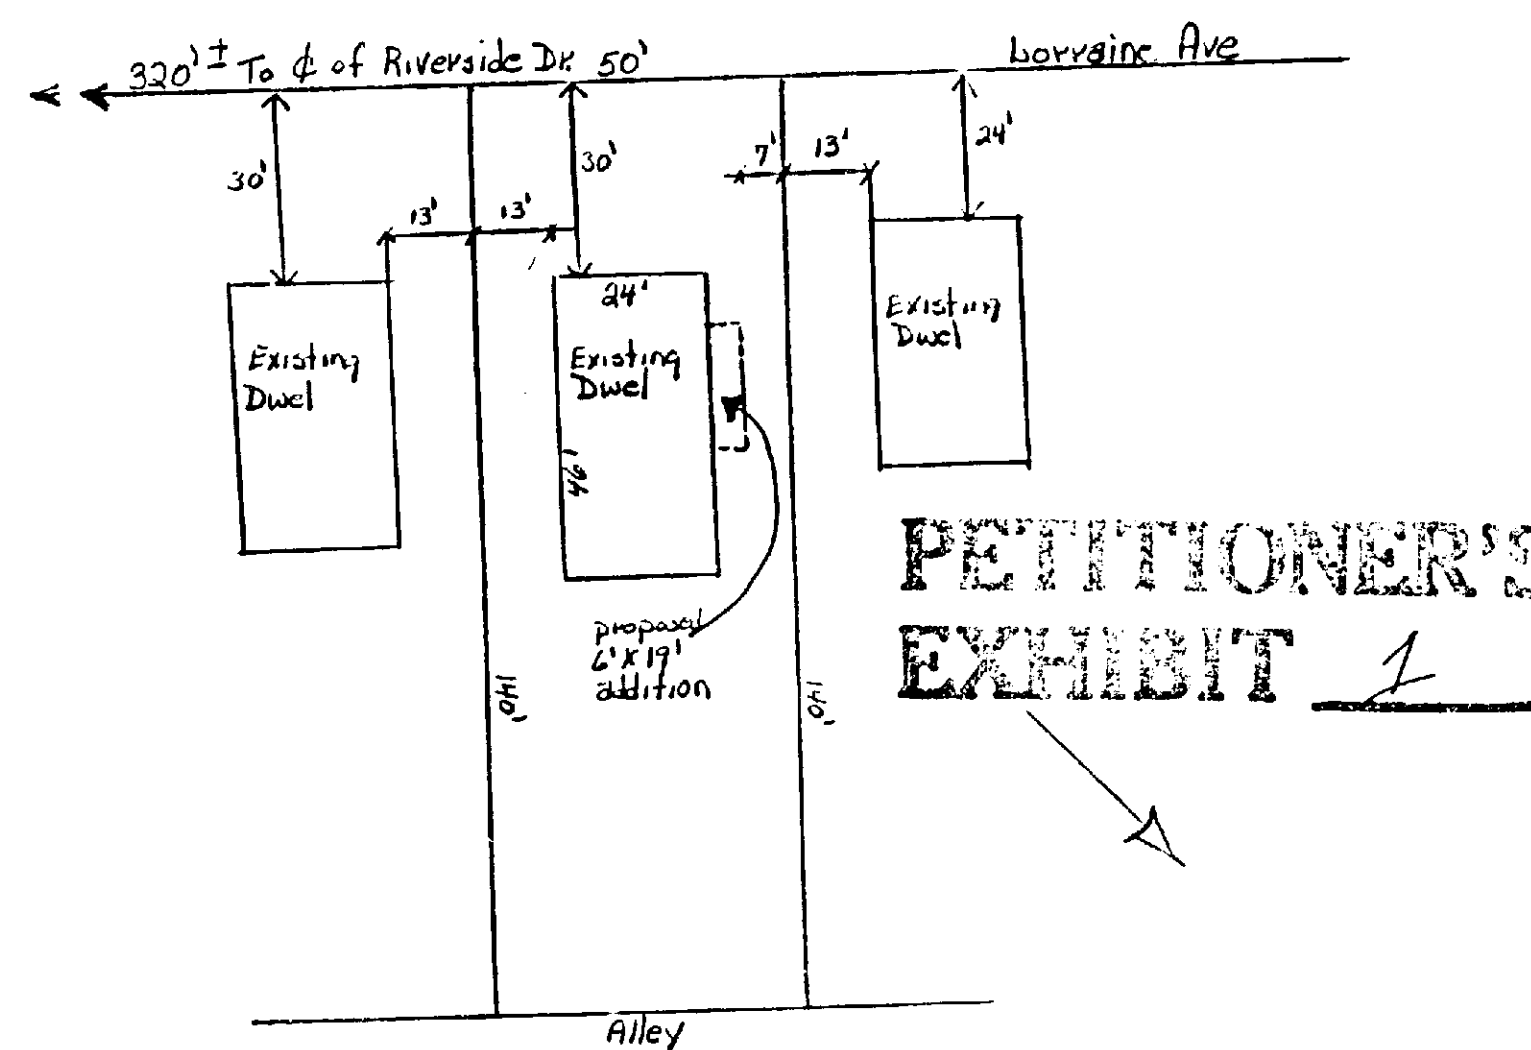 320'± To ₵ of Riverside Dr. 50'
Lorraine Ave
30'
30'
24'
7'
13'
13'
13'
24'
Existing
Dwel
Existing
Dwel
Existing
Dwel
46'
proposed
6' X 19'
addition
140'
140'
PETITIONER'S
EXHIBIT 1
Alley